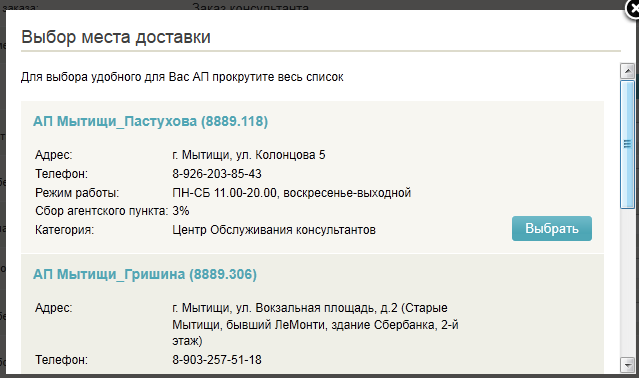 заказа: Заказ консультанта
Выбор места доставки
Для выбора удобного для Вас АП прокрутите весь список
АП Мытищи_Пастухова (8889.118)
Адрес: г. Мытищи, ул. Колонцова 5
Телефон: 8-926-203-85-43
Режим работы: ПН-СБ 11.00-20.00, воскресенье-выходной
Сбор агентского пункта: 3%
Категория: Центр Обслуживания консультантов
Выбрать
АП Мытищи_Гришина (8889.306)
Адрес: г. Мытищи, ул. Вокзальная площадь, д.2 (Старые
Мытищи, бывший ЛеМонти, здание Сбербанка, 2-й
этаж)
Телефон: 8-903-257-51-18